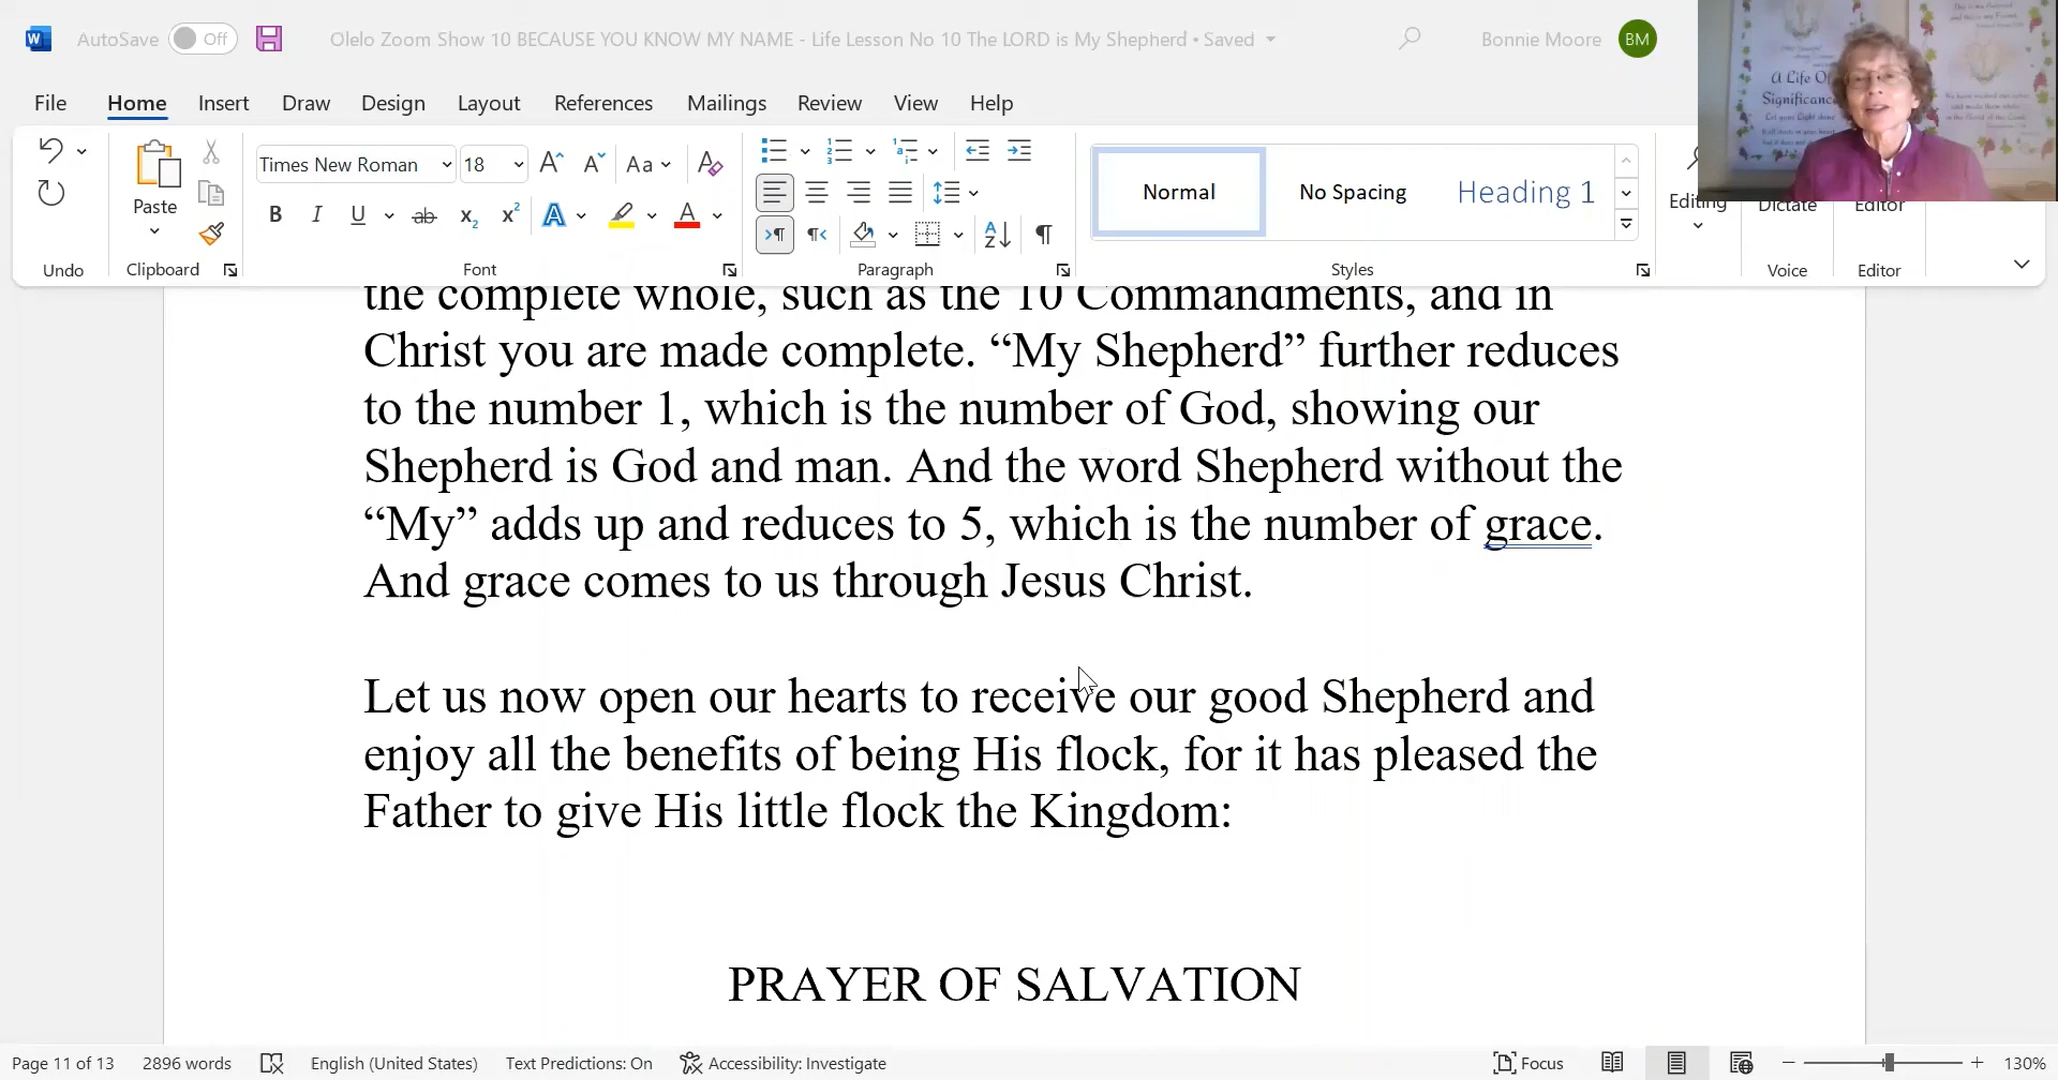 AutoSave Off
Olelo Zoom Show 10 BECAUSE YOU KNOW MY NAME - Life Lesson No 10 The LORD is My Shepherd • Saved
Bonnie Moore BM
File Home Insert Draw Design Layout References Mailings Review View Help
A Life Of
Significance
Let your Light shine
Paste
Times New Roman 18
Normal No Spacing Heading 1
Editing Dictate Editor
Undo Clipboard Font Paragraph Styles Voice Editor
the complete whole, such as the 10 Commandments, and in
Christ you are made complete. “My Shepherd” further reduces
to the number 1, which is the number of God, showing our
Shepherd is God and man. And the word Shepherd without the
“My” adds up and reduces to 5, which is the number of grace.
And grace comes to us through Jesus Christ.
Let us now open our hearts to receive our good Shepherd and
enjoy all the benefits of being His flock, for it has pleased the
Father to give His little flock the Kingdom:
PRAYER OF SALVATION
Page 11 of 13 2896 words English (United States) Text Predictions: On Accessibility: Investigate Focus 130%